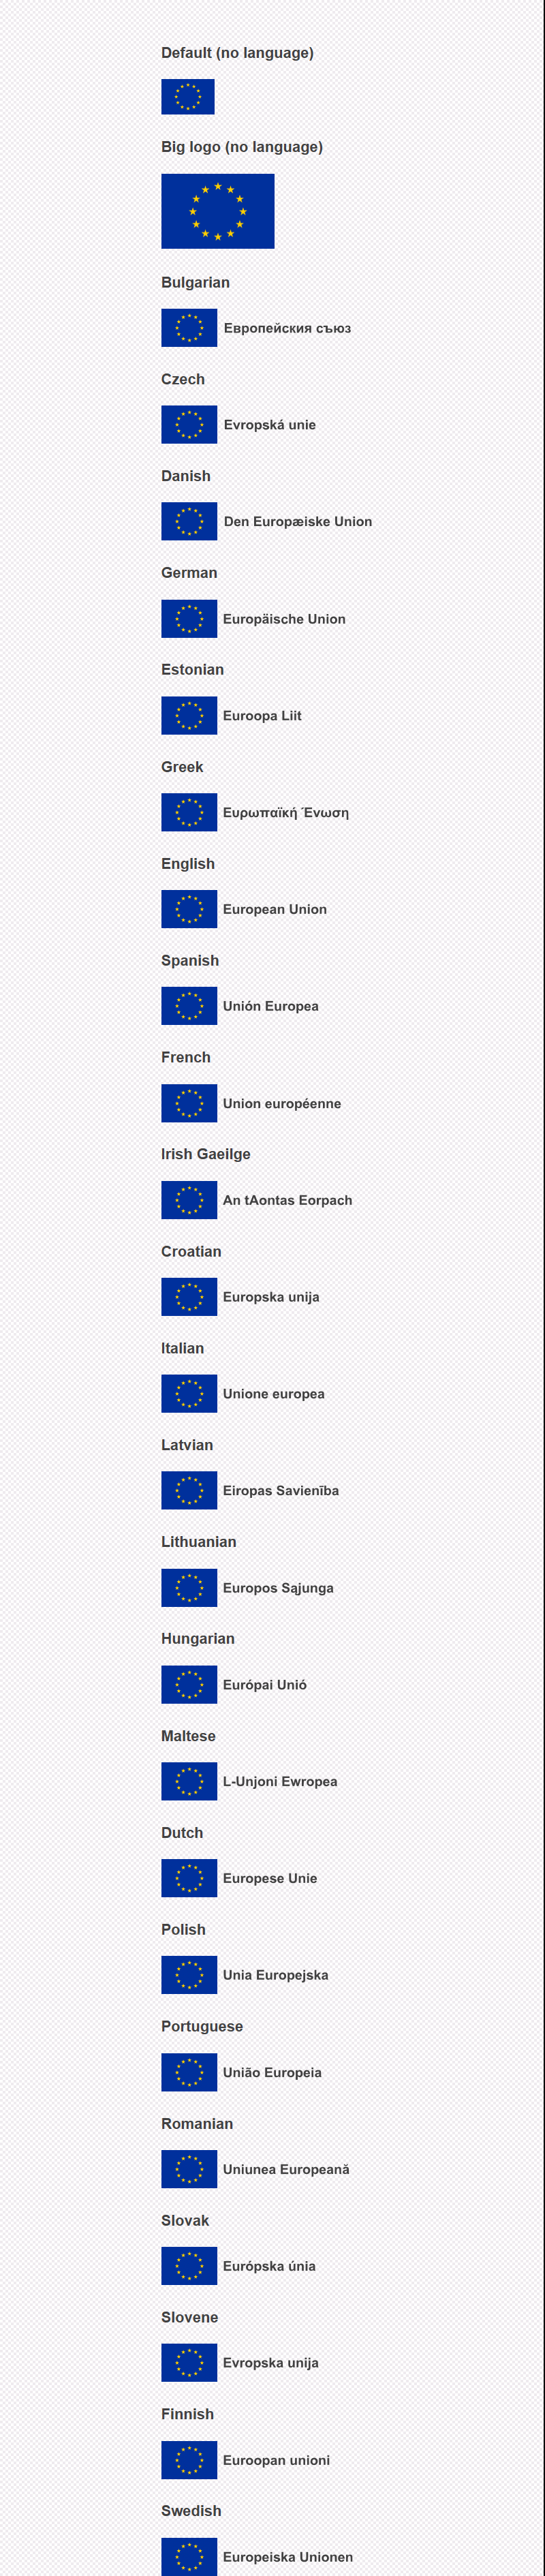 Default (no language)
Big logo (no language)
Bulgarian
Европейския съюз
Czech
Evropská unie
Danish
Den Europæiske Union
German
Europäische Union
Estonian
Euroopa Liit
Greek
Ευρωπαϊκή Ένωση
English
European Union
Spanish
Unión Europea
French
Union européenne
Irish Gaeilge
An tAontas Eorpach
Croatian
Europska unija
Italian
Unione europea
Latvian
Eiropas Savienība
Lithuanian
Europos Sąjunga
Hungarian
Európai Unió
Maltese
L-Unjoni Ewropea
Dutch
Europese Unie
Polish
Unia Europejska
Portuguese
União Europeia
Romanian
Uniunea Europeană
Slovak
Európska únia
Slovene
Evropska unija
Finnish
Euroopan unioni
Swedish
Europeiska Unionen